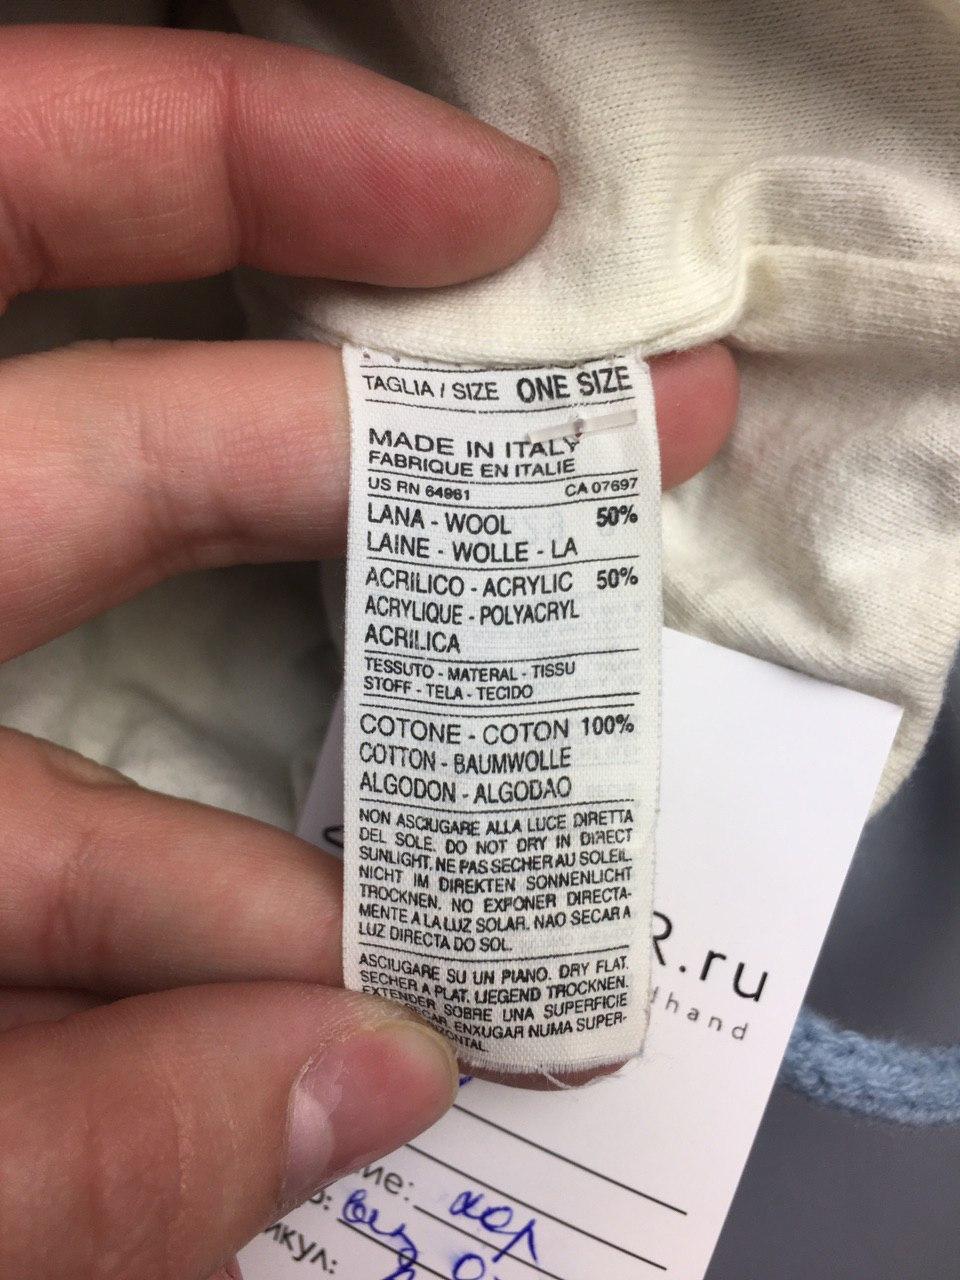 TAGLIA / SIZE ONE SIZE
MADE IN ITALY
FABRIQUE EN ITALIE
US RN 64961 CA 07697
LANA - WOOL 50%
LAINE - WOLLE - LA
ACRILICO - ACRYLIC 50%
ACRYLIQUE - POLYACRYL
ACRILICA
TESSUTO - MATERAL - TISSU
STOFF - TELA - TECIDO
COTONE - COTON 100%
COTTON - BAUMWOLLE
ALGODON - ALGODAO
NON ASCIUGARE ALLA LUCE DIRETTA
DEL SOLE. DO NOT DRY IN DIRECT
SUNLIGHT. NE PAS SECHER AU SOLEIL.
NICHT IM DIREKTEN SONNENLICHT
TROCKNEN. NO EXPONER DIRECTA-
MENTE A LA LUZ SOLAR. NAO SECAR A
LUZ DIRECTA DO SOL.
ASCIUGARE SU UN PIANO. DRY FLAT.
SECHER A PLAT. LIEGEND TROCKNEN.
EXTENDER SOBRE UNA SUPERFICIE
SECAR. ENXUGAR NUMA SUPER-
R.ru
hand
ие: